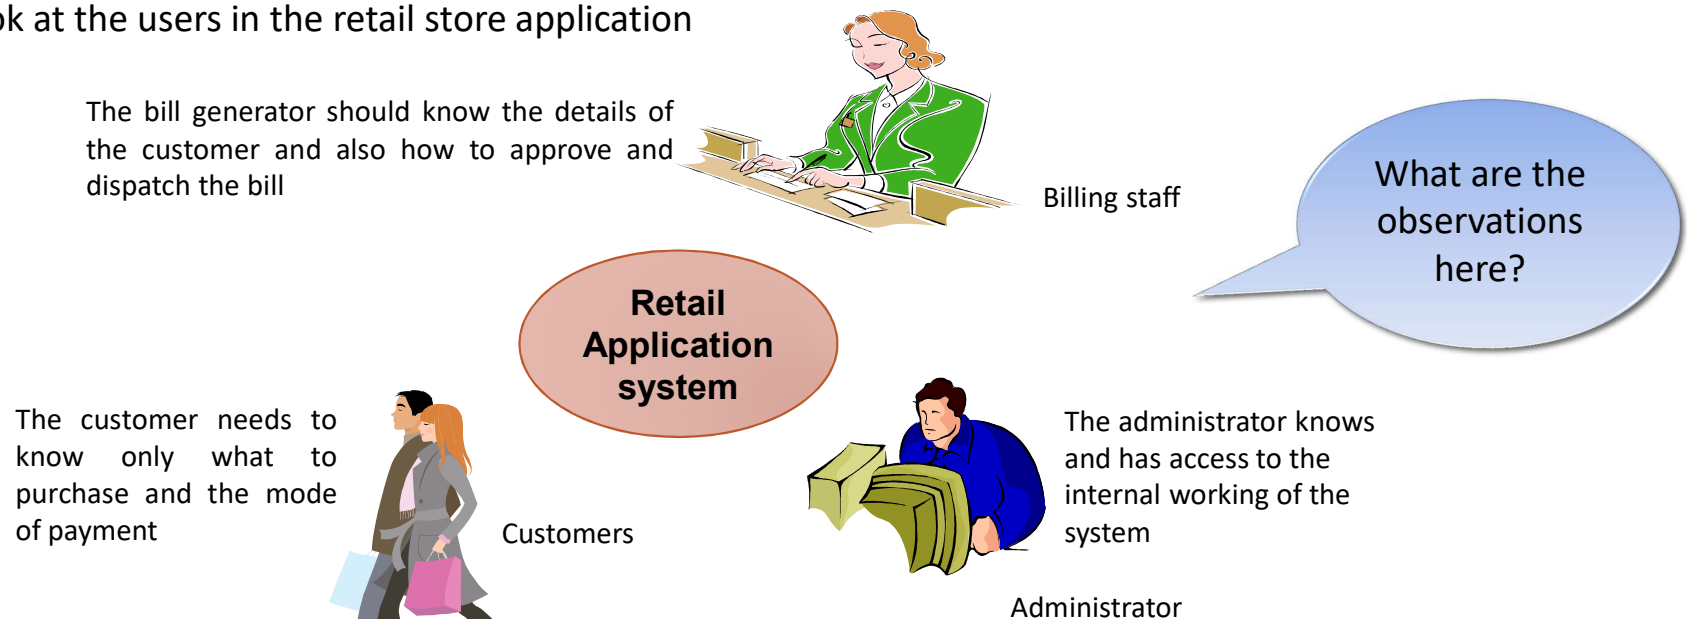 at the users in the retail store application
The bill generator should know the details of
the customer and also how to approve and
dispatch the bill
Billing staff
What are the
observations
here?
Retail
Application
system
The customer needs to
know only what to
purchase and the mode
of payment
Customers
The administrator knows
and has access to the
internal working of the
system
Administrator